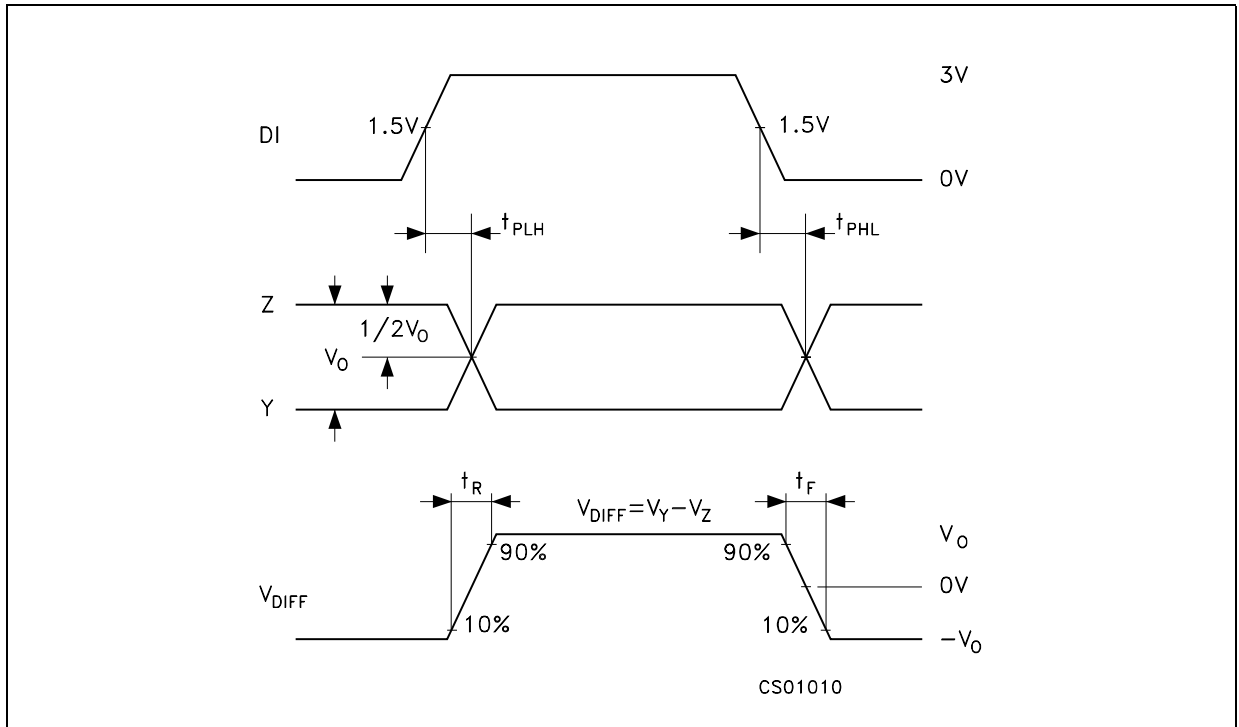 3V
DI
1.5V
1.5V
0V
tPLH
tPHL
Z
1/2VO
VO
Y
tR
tF
VDIFF=VY-VZ
VO
90%
90%
0V
VDIFF
10%
10%
-VO
CS01010